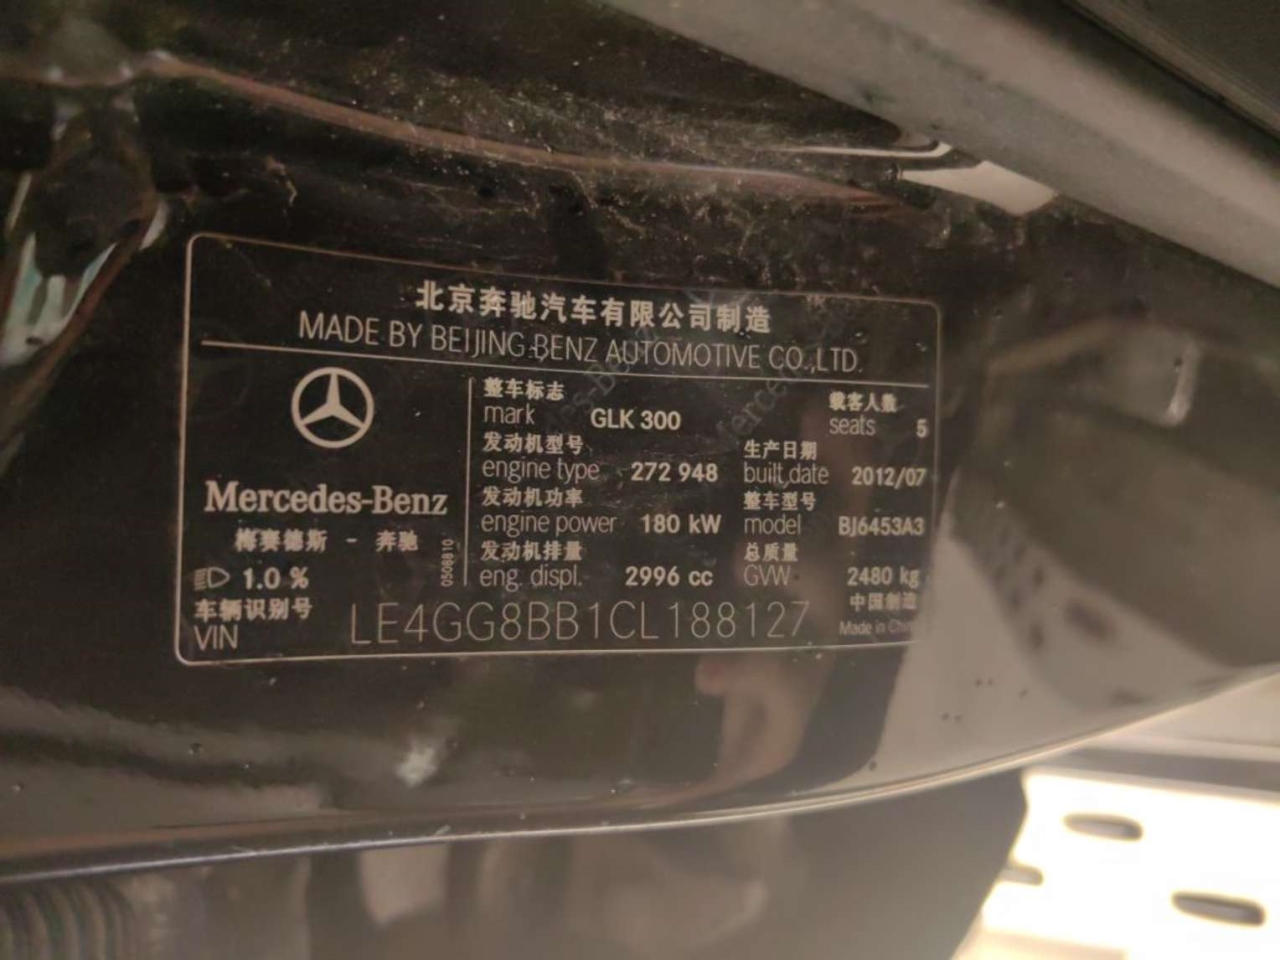 北京奔驰汽车有限公司制造
MADE BY BEIJING BENZ AUTOMOTIVE CO.,LTD.
整车标志
mark GLK 300
载客人数
seats 5
发动机型号
engine type 272 948
生产日期
built date 2012/07
发动机功率
engine power 180 kW
整车型号
model BJ6453A3
发动机排量
eng. displ. 2996 cc
总质量
GVW 2480 kg
Mercedes-Benz
梅赛德斯 - 奔驰
0508810
1.0 %
车辆识别号
VIN LE4GG8BB1CL188127
中国制造
Made in